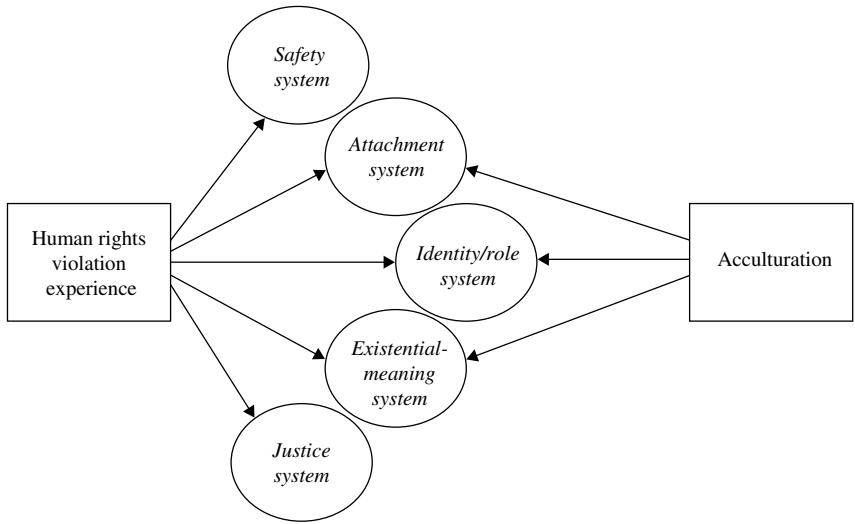 Safety
system
Attachment
system
Human rights
violation
experience
Identity/role
system
Acculturation
Existential-
meaning
system
Justice
system